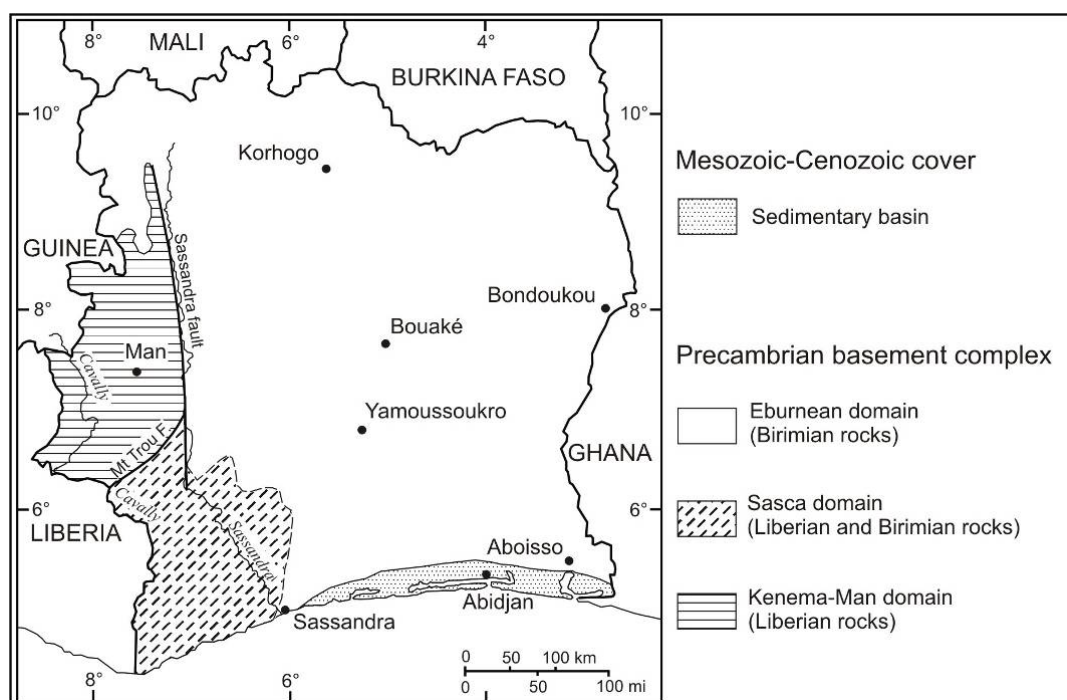 8°
6°
4°
MALI
BURKINA FASO
10°
10°
Korhogo
GUINEA
Sassandra fault
Bondoukou
8°
8°
Bouaké
Man
Cavally
Yamoussoukro
Mt Trou F.
GHANA
Cavally
6°
6°
LIBERIA
Sassandra
Aboisso
Abidjan
Sassandra
0 50 100 km
0 50 100 mi
8°
6°
Mesozoic-Cenozoic cover
Sedimentary basin
Precambrian basement complex
Eburnean domain
(Birimian rocks)
Sasca domain
(Liberian and Birimian rocks)
Kenema-Man domain
(Liberian rocks)